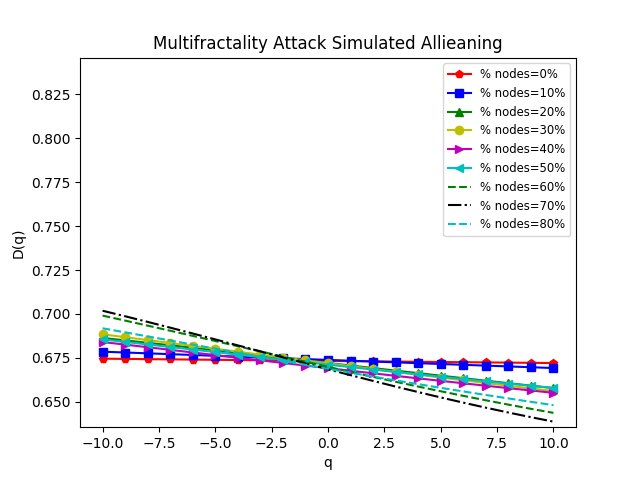 Multifractality Attack Simulated Allieaning
% nodes=0%
% nodes=10%
% nodes=20%
% nodes=30%
% nodes=40%
% nodes=50%
% nodes=60%
% nodes=70%
% nodes=80%
D(q)
0.825
0.800
0.775
0.750
0.725
0.700
0.675
0.650
−10.0 −7.5 −5.0 −2.5 0.0 2.5 5.0 7.5 10.0
q